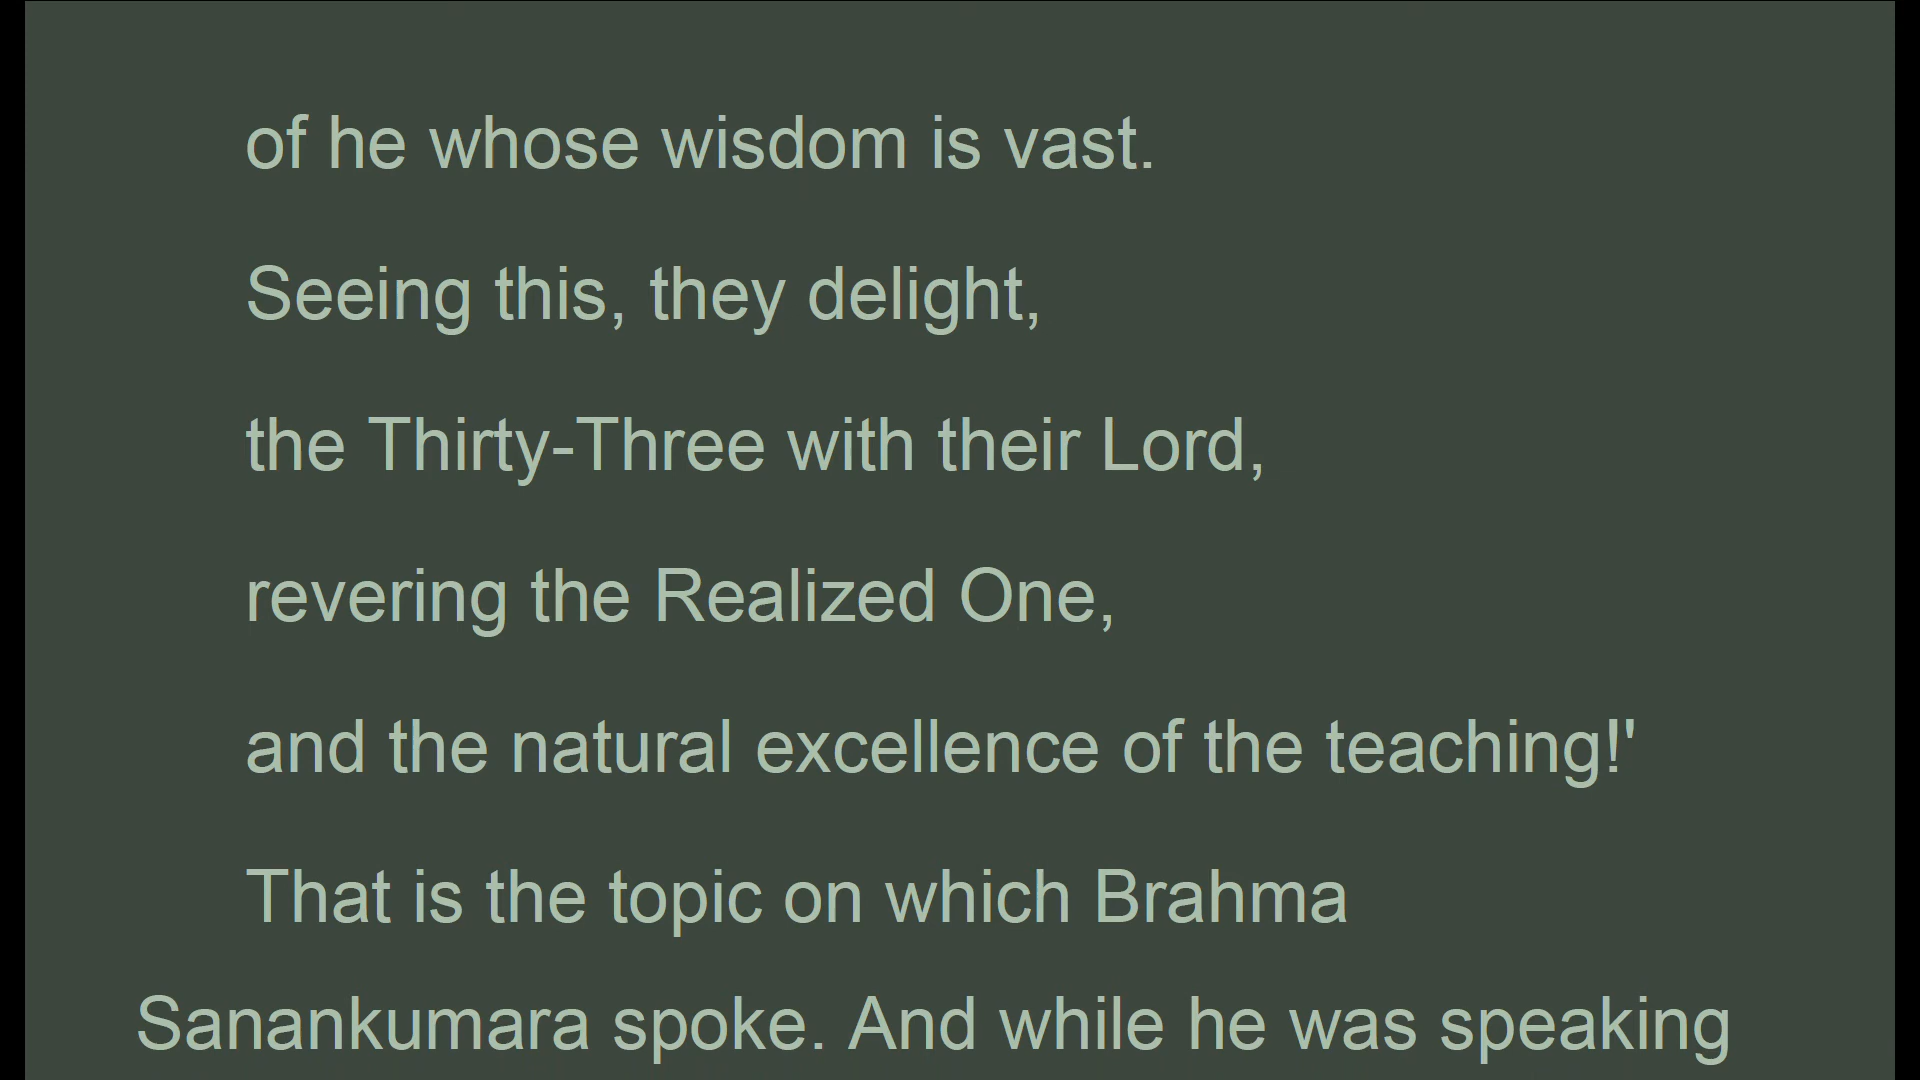 of he whose wisdom is vast.
Seeing this, they delight,
the Thirty-Three with their Lord,
revering the Realized One,
and the natural excellence of the teaching!'
That is the topic on which Brahma
Sanankumara spoke. And while he was speaking